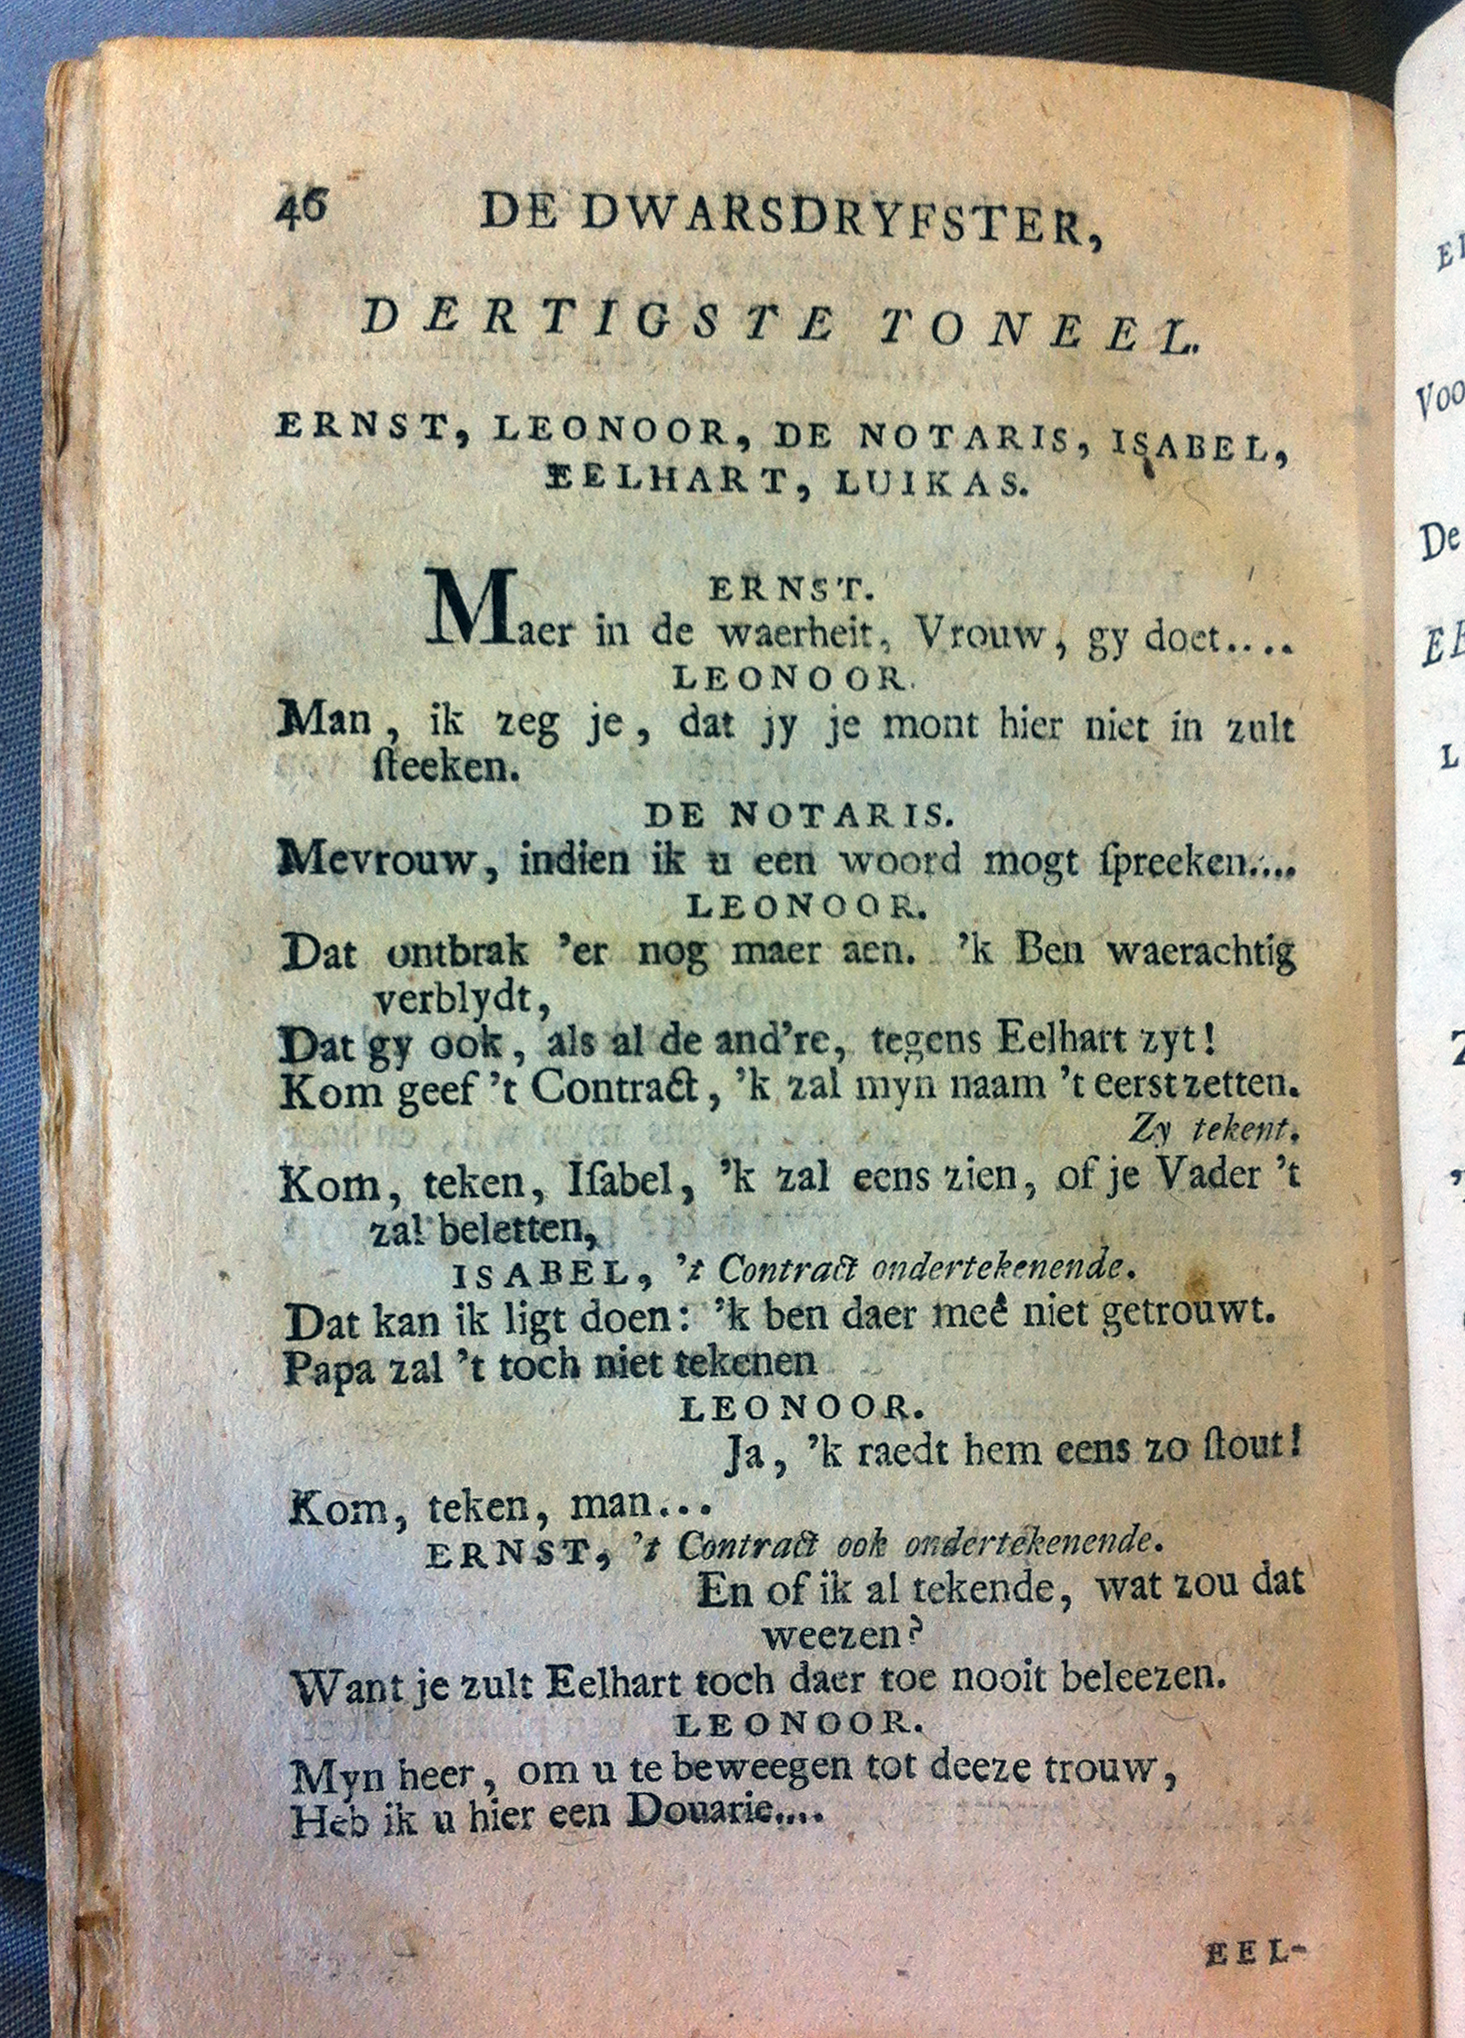 46 DE DWARSDRYFSTER,
DERTIGSTE TONEEL.
ERNST, LEONOOR, DE NOTARIS, ISABEL,
EELHART, LUIKAS.
ERNST.
Maer in de waerheit, Vrouw, gy doet....
LEONOOR.
Man, ik zeg je, dat jy je mont hier niet in zult
ſteeken.
DE NOTARIS.
Mevrouw, indien ik u een woord mogt ſpreeken....
LEONOOR.
Dat ontbrak 'er nog maer aen. 'k Ben waerachtig
verblydt,
Dat gy ook, als al de and're, tegens Eelhart zyt!
Kom geef 't Contract, 'k zal myn naam 't eerst zetten.
Zy tekent.
Kom, teken, Iſabel, 'k zal eens zien, of je Vader 't
zal beletten,
ISABEL, 't Contract ondertekenende.
Dat kan ik ligt doen: 'k ben daer meê niet getrouwt.
Papa zal 't toch niet tekenen
LEONOOR.
Ja, 'k raedt hem eens zo ſtout!
Kom, teken, man...
ERNST, 't Contract ook ondertekenende.
En of ik al tekende, wat zou dat
weezen?
Want je zult Eelhart toch daer toe nooit beleezen.
LEONOOR.
Myn heer, om u te beweegen tot deeze trouw,
Heb ik u hier een Douarie....
EEL-
Voo
De